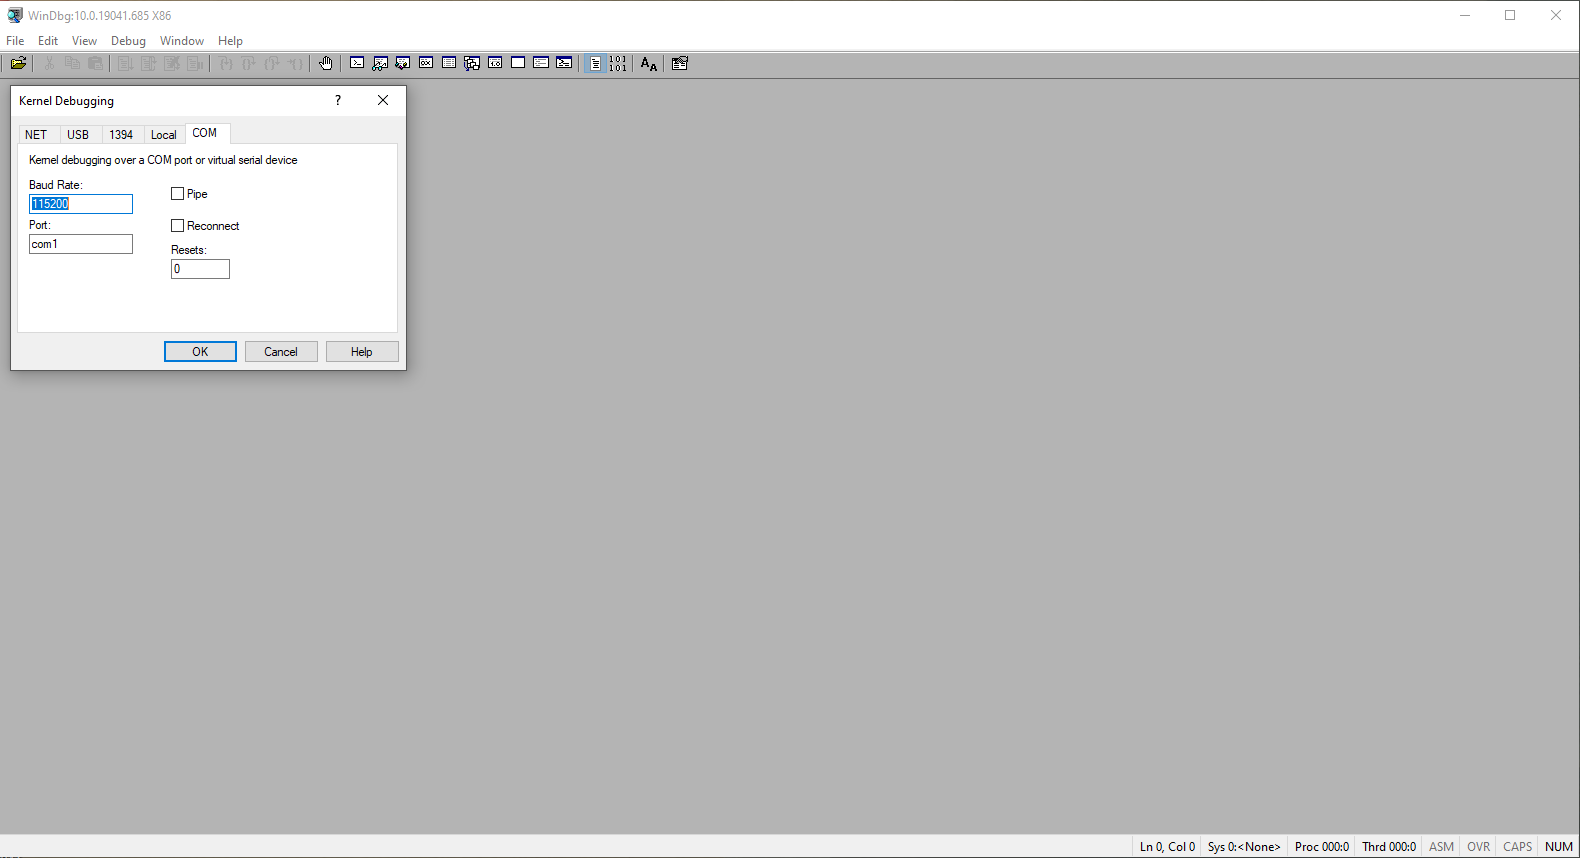 WinDbg:10.0.19041.685 X86
File Edit View Debug Window Help
Kernel Debugging ?
NET USB 1394 Local COM
Kernel debugging over a COM port or virtual serial device
Baud Rate:
Pipe
115200
Port:
Reconnect
com1
Resets:
0
OK Cancel Help
Ln 0, Col 0 Sys 0:<None> Proc 000:0 Thrd 000:0 ASM OVR CAPS NUM